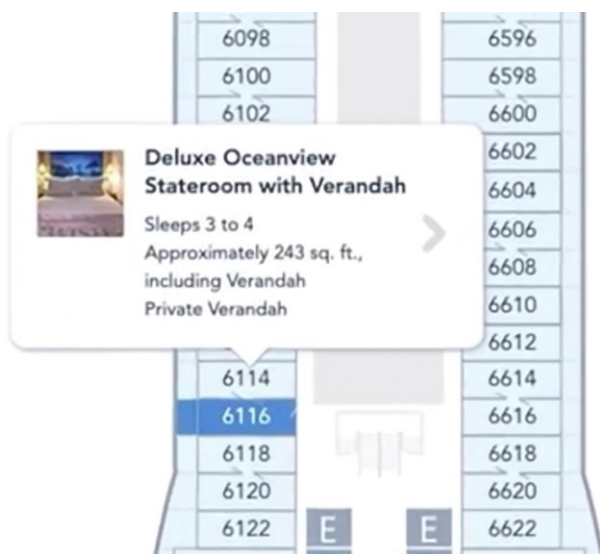 6098
6100
6102
Deluxe Oceanview
Stateroom with Verandah
Sleeps 3 to 4
Approximately 243 sq. ft.,
including Verandah
Private Verandah
6114
6116
6118
6120
6122
E
E
6596
6598
6600
6602
6604
6606
6608
6610
6612
6614
6616
6618
6620
6622